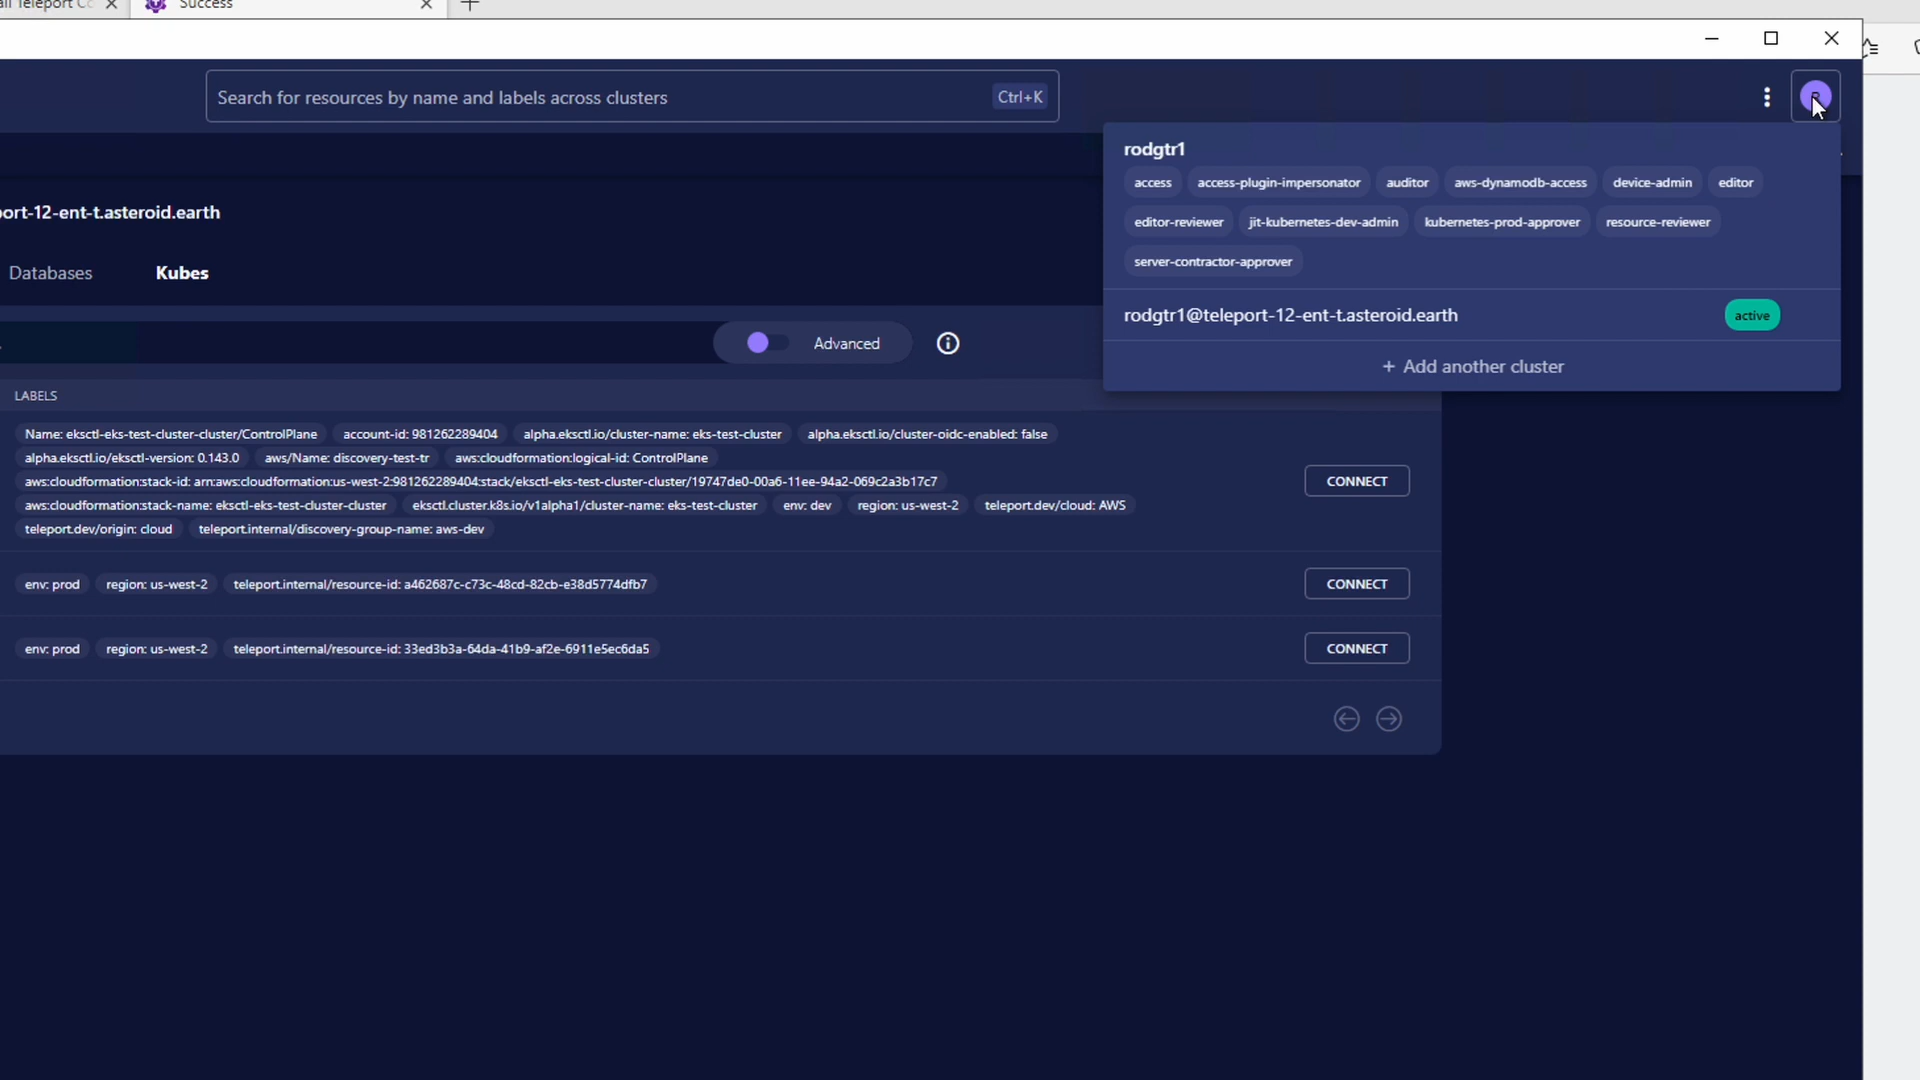 Success
Search for resources by name and labels across clusters Ctrl+K
rodgtr1
access access-plugin-impersonator auditor aws-dynamodb-access device-admin editor
editor-reviewer jit-kubernetes-dev-admin kubernetes-prod-approver resource-reviewer
server-contractor-approver
rodgtr1@teleport-12-ent-t.asteroid.earth active
+ Add another cluster
ort-12-ent-t.asteroid.earth
Databases Kubes
Advanced
LABELS
Name: eksctl-eks-test-cluster-cluster/ControlPlane account-id: 981262289404 alpha.eksctl.io/cluster-name: eks-test-cluster alpha.eksctl.io/cluster-oidc-enabled: false
alpha.eksctl.io/eksctl-version: 0.143.0 aws/Name: discovery-test-tr aws:cloudformation:logical-id: ControlPlane
aws:cloudformation:stack-id: arn:aws:cloudformation:us-west-2:981262289404:stack/eksctl-eks-test-cluster-cluster/19747de0-00a6-11ee-94a2-069c2a3b17c7
CONNECT
aws:cloudformation:stack-name: eksctl-eks-test-cluster-cluster eksctl.cluster.k8s.io/v1alpha1/cluster-name: eks-test-cluster env: dev region: us-west-2 teleport.dev/cloud: AWS
teleport.dev/origin: cloud teleport.internal/discovery-group-name: aws-dev
env: prod region: us-west-2 teleport.internal/resource-id: a462687c-c73c-48cd-82cb-e38d5774dfb7 CONNECT
env: prod region: us-west-2 teleport.internal/resource-id: 33ed3b3a-64da-41b9-af2e-6911e5ec6da5 CONNECT